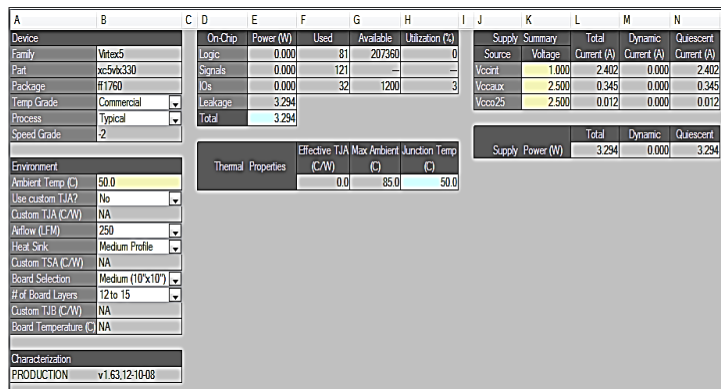 A B C D E F G H I J K L M N
Device On-Chip Power (W) Used Available Utilization (%) Supply Summary Total Dynamic Quiescent
Family Virtex5 Logic 0.000 81 207360 0 Source Voltage Current (A) Current (A) Current (A)
Part xc5vlx330 Signals 0.000 121 --- --- Vccint 1.000 2.402 0.000 2.402
Package ff1760 IOs 0.000 32 1200 3 Vccaux 2.500 0.345 0.000 0.345
Temp Grade Commercial Leakage 3.294 Vcco25 2.500 0.012 0.000 0.012
Process Typical Total 3.294
Speed Grade -2 Total Dynamic Quiescent
Effective TJA Max Ambient Junction Temp Supply Power (W) 3.294 0.000 3.294
Environment Thermal Properties (C/W) (C) (C)
Ambient Temp (C) 50.0 0.0 85.0 50.0
Use custom TJA? No
Custom TJA (C/W) NA
Airflow (LFM) 250
Heat Sink Medium Profile
Custom TSA (C/W) NA
Board Selection Medium (10"x10")
# of Board Layers 12 to 15
Custom TJB (C/W) NA
Board Temperature (C) NA
Characterization
PRODUCTION v1.63,12-10-08